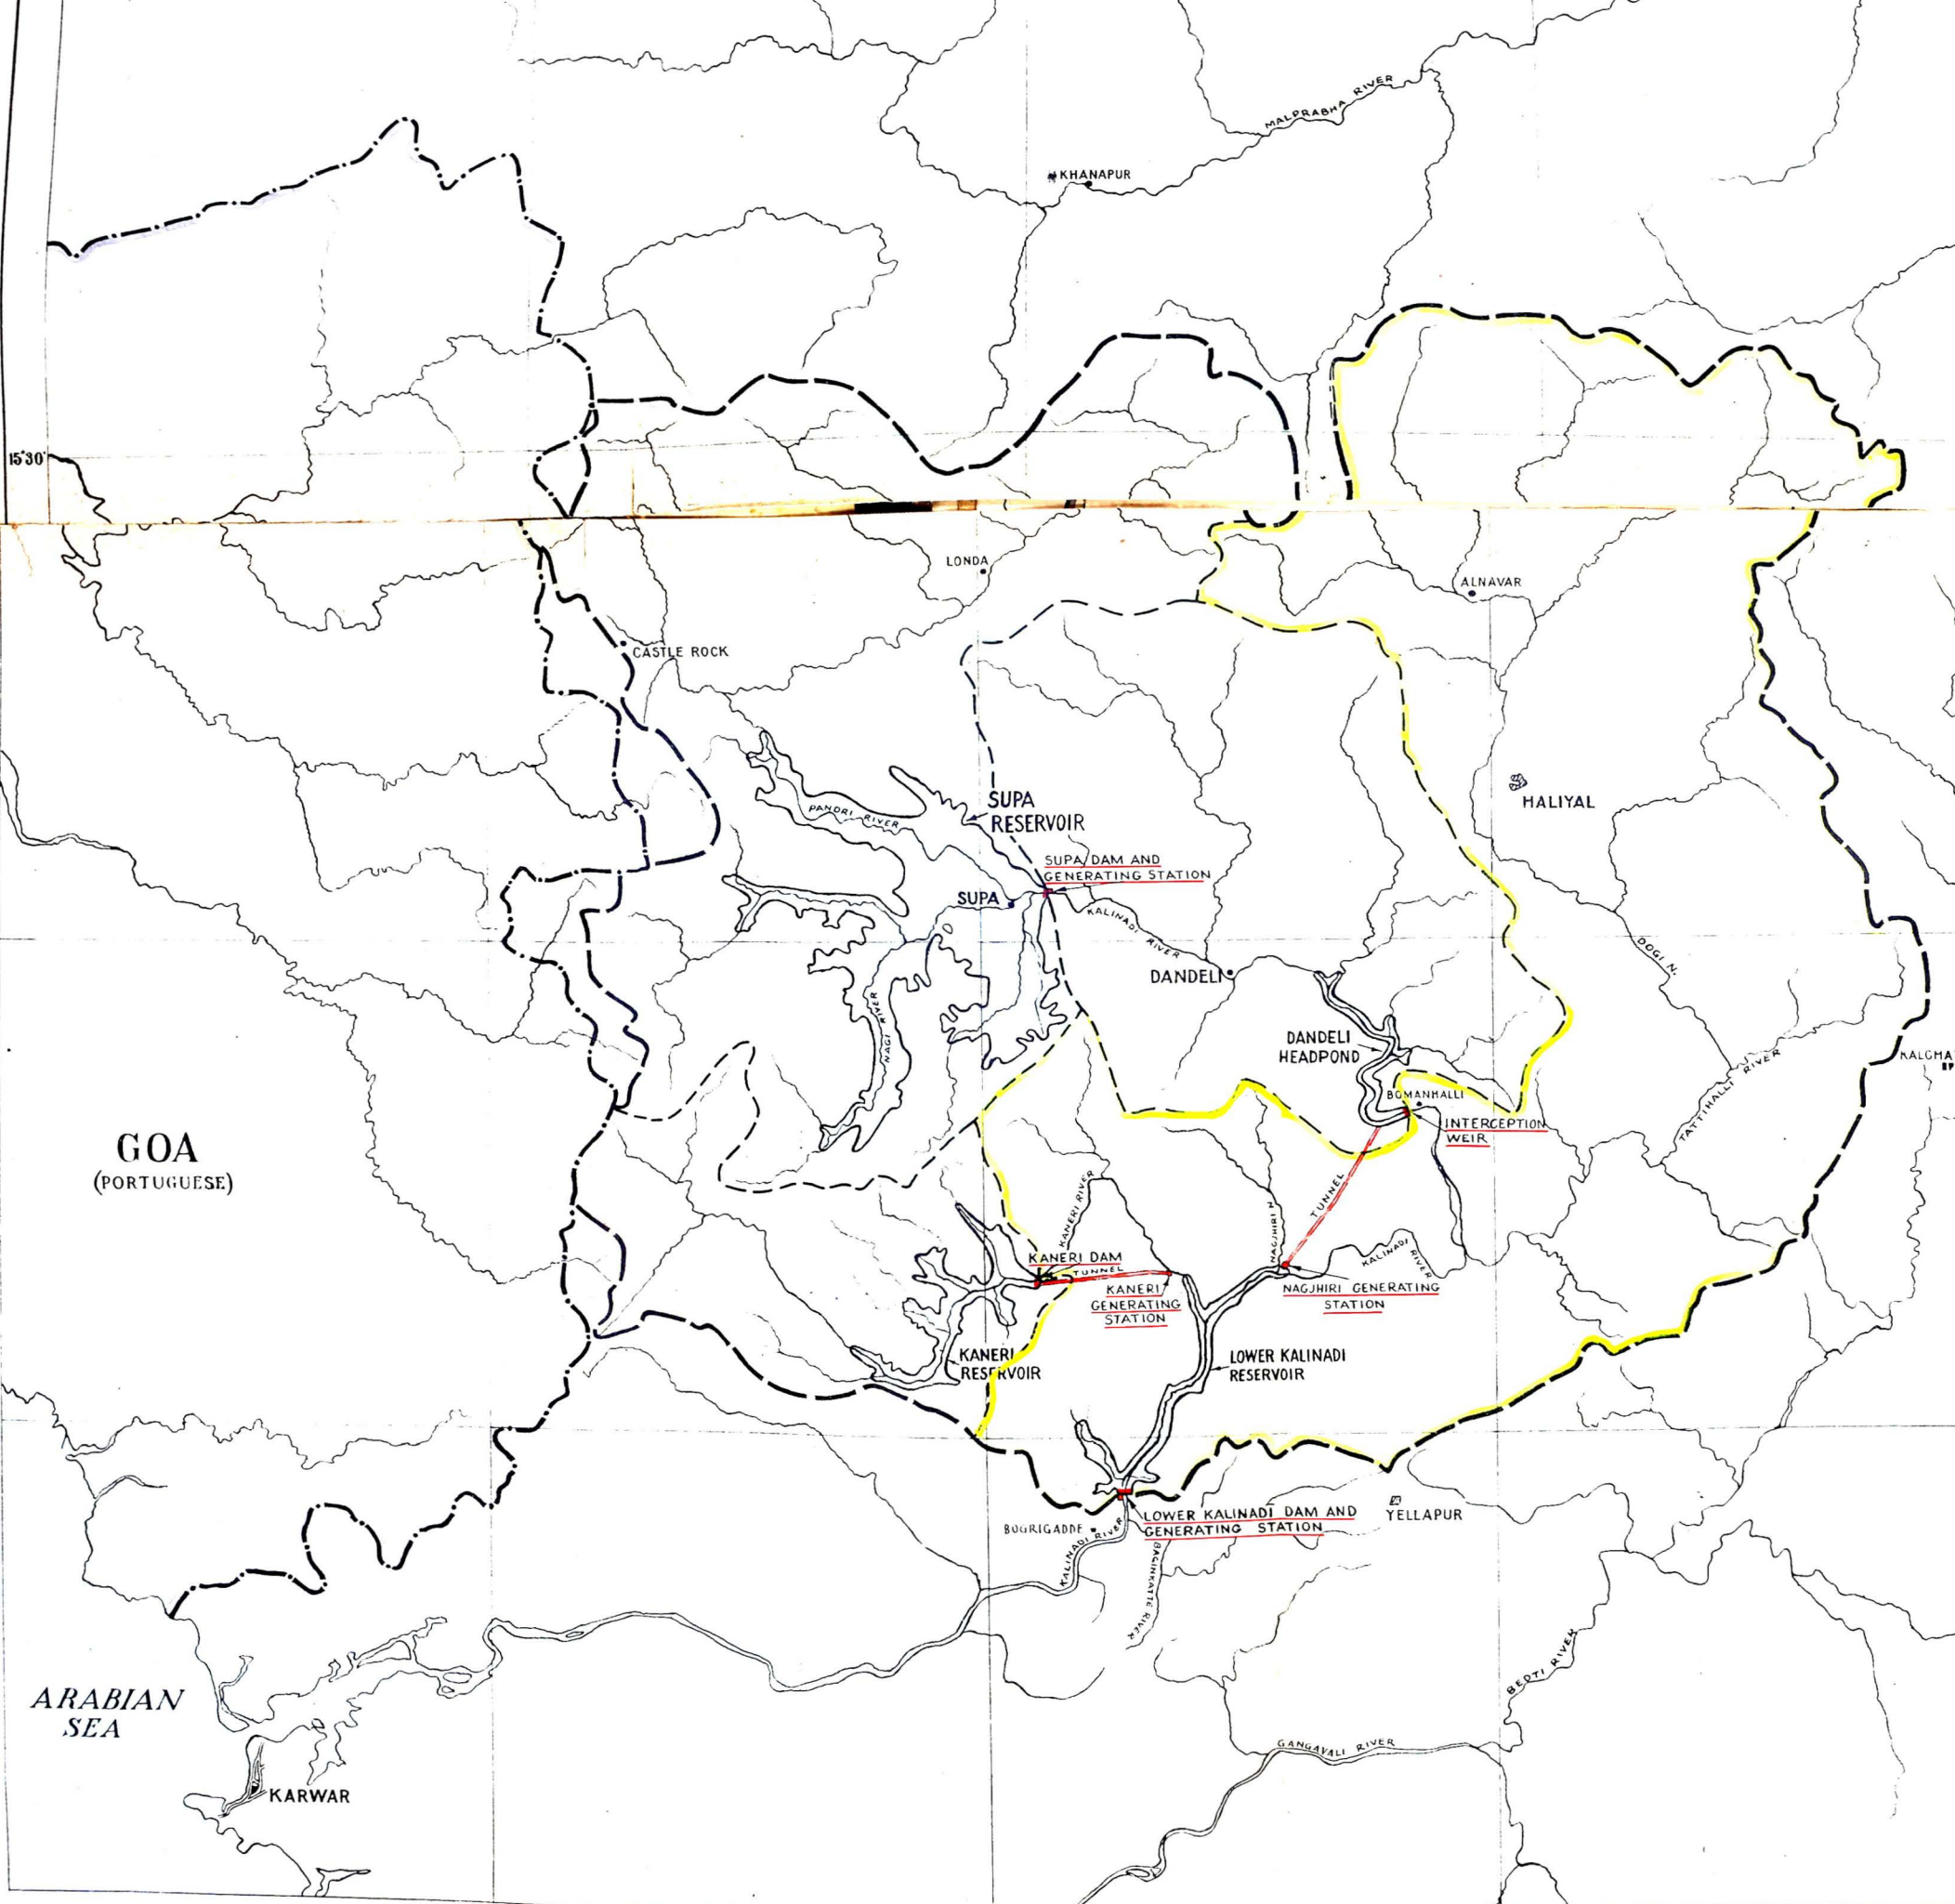 MALPRABHA RIVER
KHANAPUR
15°30'
LONDA
ALNAVAR
CASTLE ROCK
HALIYAL
PANDRI RIVER
SUPA
RESERVOIR
SUPA DAM AND
GENERATING STATION
SUPA
KALINADI RIVER
DANDELI
DOGI N.
NAGI RIVER
DANDELI
HEADPOND
KALGHA
BOMANHALLI
TATTIHALLI RIVER
INTERCEPTION
WEIR
GOA
(PORTUGUESE)
TUNNEL
KANERI RIVER
NAGJHIRI N
KALINADI
RIVER
KANERI DAM
TUNNEL
KANERI
GENERATING
STATION
NAGJHIRI GENERATING
STATION
KANERI
RESERVOIR
LOWER KALINADI
RESERVOIR
LOWER KALINADI DAM AND
GENERATING STATION
YELLAPUR
KALINADI RIVER
BEDTI RIVER
ARABIAN
SEA
GANGAVALI RIVER
KARWAR